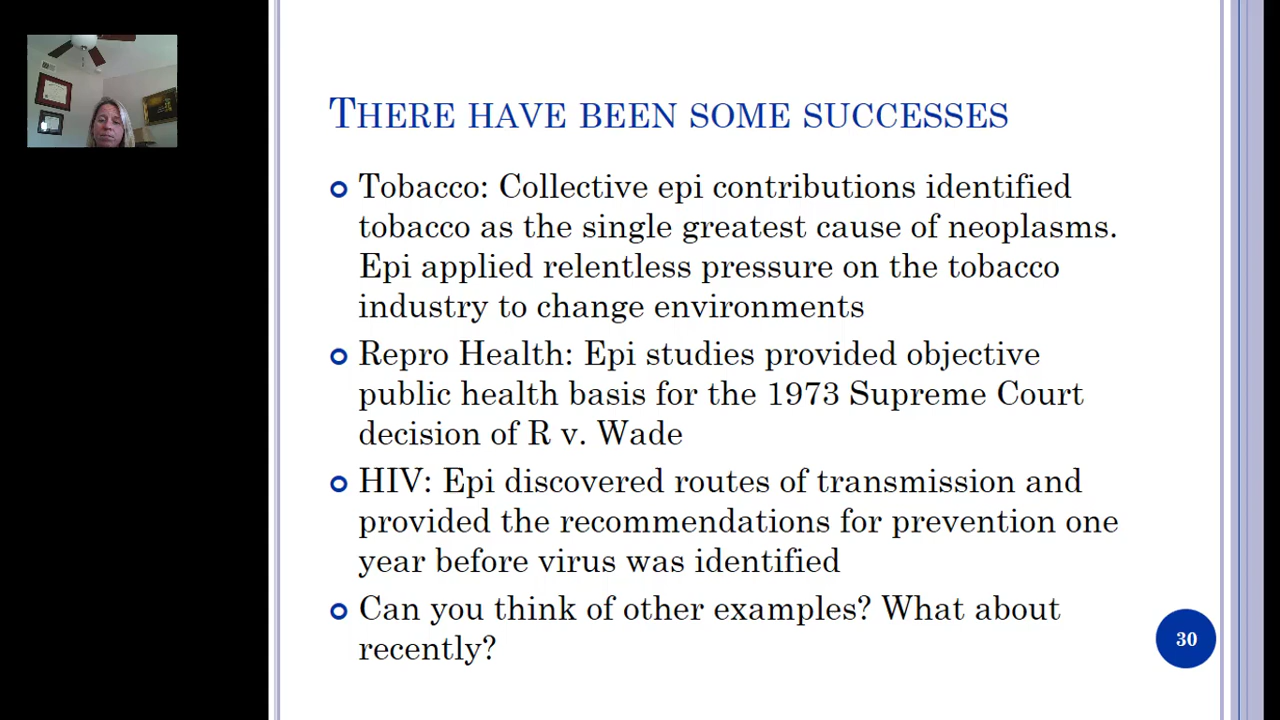 THERE HAVE BEEN SOME SUCCESSES
Tobacco: Collective epi contributions identified
tobacco as the single greatest cause of neoplasms.
Epi applied relentless pressure on the tobacco
industry to change environments
Repro Health: Epi studies provided objective
public health basis for the 1973 Supreme Court
decision of R v. Wade
HIV: Epi discovered routes of transmission and
provided the recommendations for prevention one
year before virus was identified
Can you think of other examples? What about
recently?
30